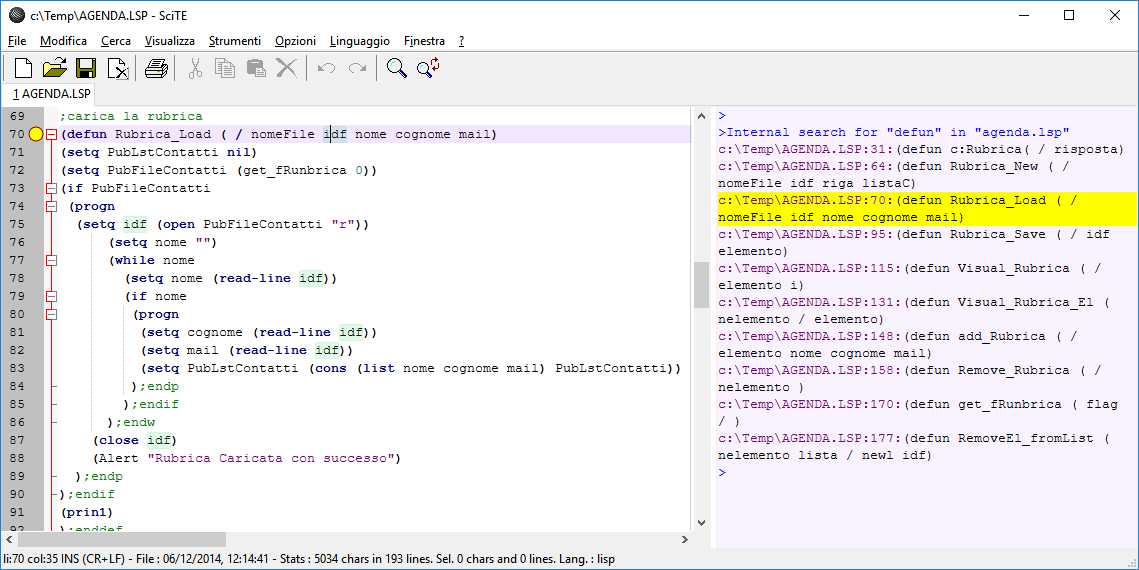 c:\Temp\AGENDA.LSP - SciTE
File Modifica Cerca Visualizza Strumenti Opzioni Linguaggio Finestra ?
1 AGENDA.LSP
69 ;carica la rubrica
70 (defun Rubrica_Load ( / nomeFile idf nome cognome mail)
71 (setq PubLstContatti nil)
72 (setq PubFileContatti (get_fRunbrica 0))
73 (if PubFileContatti
74 (progn
75 (setq idf (open PubFileContatti "r"))
76 (setq nome "")
77 (while nome
78 (setq nome (read-line idf))
79 (if nome
80 (progn
81 (setq cognome (read-line idf))
82 (setq mail (read-line idf))
83 (setq PubLstContatti (cons (list nome cognome mail) PubLstContatti))
84 );endp
85 );endif
86 );endw
87 (close idf)
88 (Alert "Rubrica Caricata con successo")
89 );endp
90 );endif
91 (prin1)
92 );enddef
>
>Internal search for "defun" in "agenda.lsp"
c:\Temp\AGENDA.LSP:31:(defun c:Rubrica( / risposta)
c:\Temp\AGENDA.LSP:64:(defun Rubrica_New ( /
nomeFile idf riga listaC)
c:\Temp\AGENDA.LSP:70:(defun Rubrica_Load ( /
nomeFile idf nome cognome mail)
c:\Temp\AGENDA.LSP:95:(defun Rubrica_Save ( / idf
elemento)
c:\Temp\AGENDA.LSP:115:(defun Visual_Rubrica ( /
elemento i)
c:\Temp\AGENDA.LSP:131:(defun Visual_Rubrica_El (
nelemento / elemento)
c:\Temp\AGENDA.LSP:148:(defun add_Rubrica ( /
elemento nome cognome mail)
c:\Temp\AGENDA.LSP:158:(defun Remove_Rubrica ( /
nelemento )
c:\Temp\AGENDA.LSP:170:(defun get_fRunbrica ( flag
/ )
c:\Temp\AGENDA.LSP:177:(defun RemoveEl_fromList (
nelemento lista / newl idf)
>
li:70 col:35 INS (CR+LF) - File : 06/12/2014, 12:14:41 - Stats : 5034 chars in 193 lines. Sel. 0 chars and 0 lines. Lang. : lisp